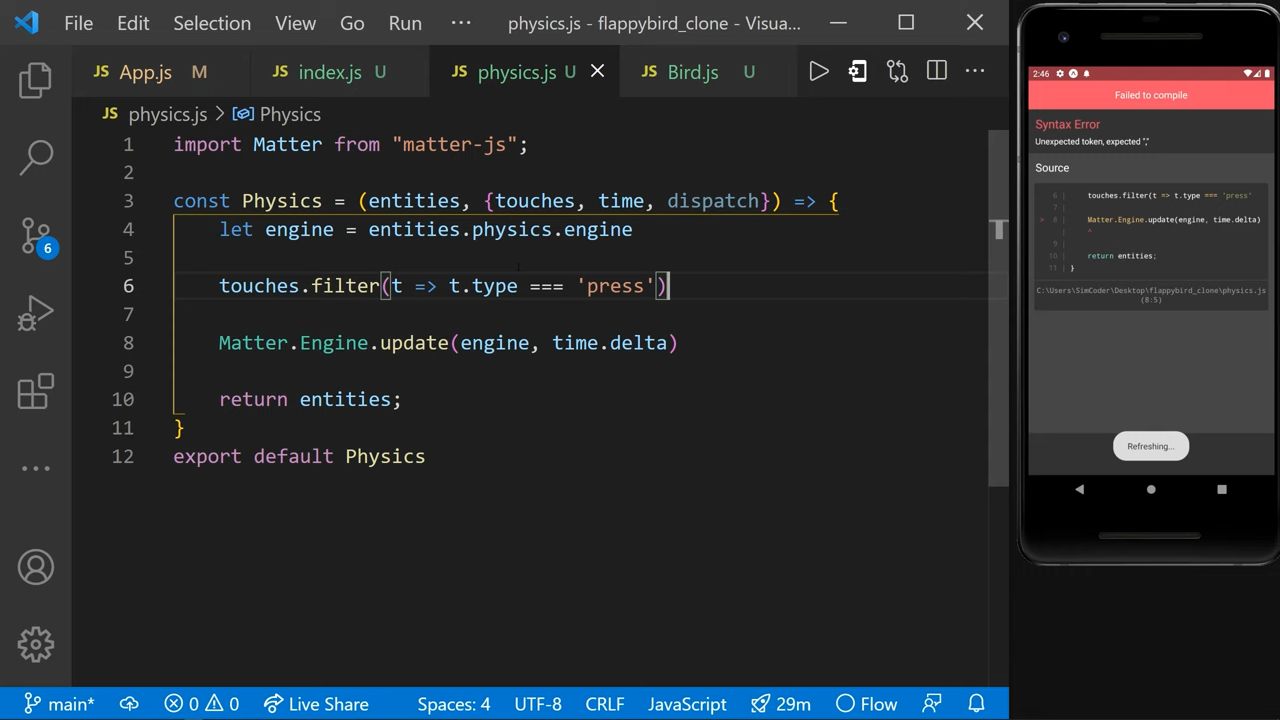 File Edit Selection View Go Run ··· physics.js - flappybird_clone - Visua...
JS App.js M JS index.js U JS physics.js U JS Bird.js U
JS physics.js > Physics
1 import Matter from "matter-js";
2
3 const Physics = (entities, {touches, time, dispatch}) => {
4 let engine = entities.physics.engine
5
6 touches.filter(t => t.type === 'press')
7
8 Matter.Engine.update(engine, time.delta)
9
10 return entities;
11 }
12 export default Physics
6
main* 0 0 Live Share Spaces: 4 UTF-8 CRLF JavaScript 29m Flow
2:46
Failed to compile
Syntax Error
Unexpected token, expected ","
Source
6 | touches.filter(t => t.type === 'press'
7 |
> 8 | Matter.Engine.update(engine, time.delta)
| ^
9 |
10 | return entities;
11 | }
C:\Users\SimCoder\Desktop\flappybird_clone\physics.js
(8:5)
Refreshing...